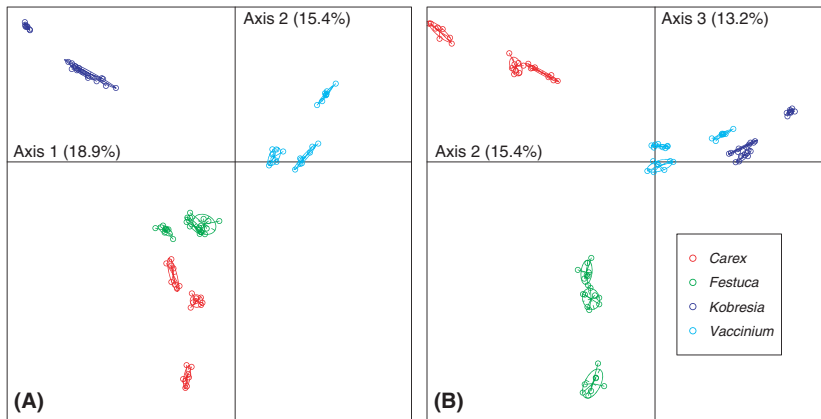 Axis 2 (15.4%)
Axis 1 (18.9%)
(A)
Axis 3 (13.2%)
Axis 2 (15.4%)
Carex
Festuca
Kobresia
Vaccinium
(B)